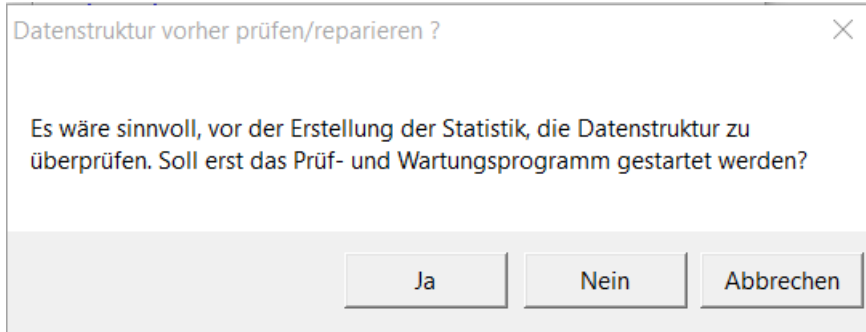 Datenstruktur vorher prüfen/reparieren ?
Es wäre sinnvoll, vor der Erstellung der Statistik, die Datenstruktur zu
überprüfen. Soll erst das Prüf- und Wartungsprogramm gestartet werden?
Ja
Nein
Abbrechen